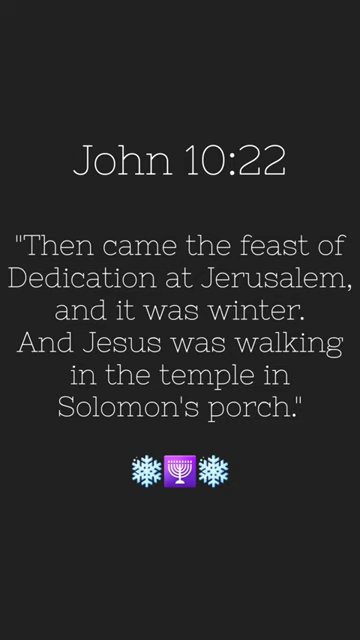 John 10:22
"Then came the feast of
Dedication at Jerusalem,
and it was winter.
And Jesus was walking
in the temple in
Solomon's porch."